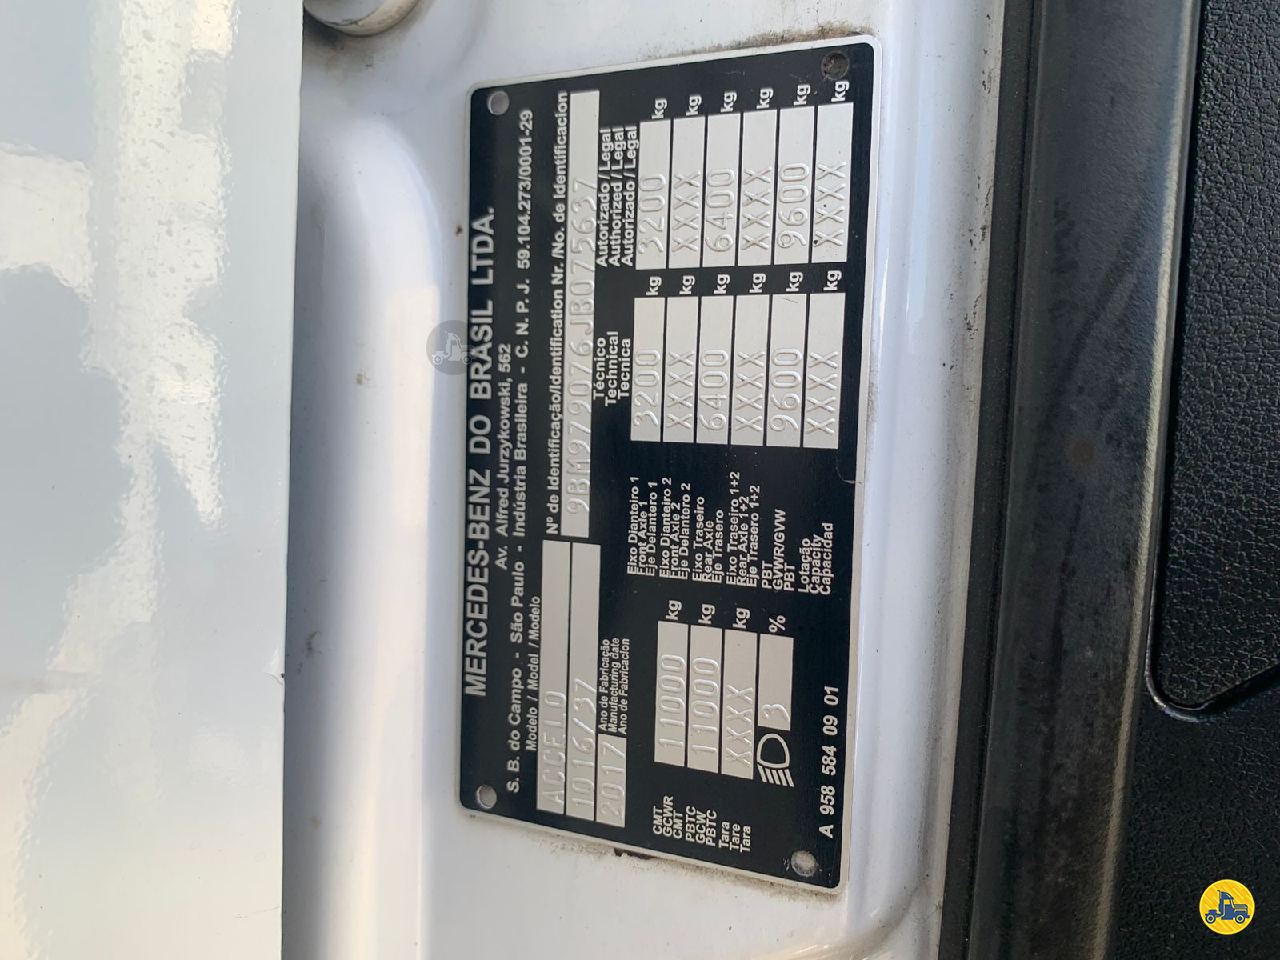 MERCEDES-BENZ DO BRASIL LTDA.
Av. Alfred Jurzykowski, 562
S. B. do Campo - São Paulo - Indústria Brasileira - C. N. P. J. 59.104.273/0001-29
Modelo / Model / Modelo
Nº de Identificação/Identification Nr. /No. de Identificacion
ACCELO
9BM979076JB075627
1016/37
2017
Ano de Fabricação
Manufacturing date
Ano de Fabricacion
Técnico
Technical
Tecnica
Autorizado / Legal
Authorized / Legal
Autorizado / Legal
Eixo Dianteiro 1
Front Axle 1
Eje Delantero 1
3200 kg
3200 kg
Eixo Dianteiro 2
Front Axle 2
Eje Delantero 2
XXXX kg
XXXX kg
Eixo Traseiro
Rear Axle
Eje Trasero
6400 kg
6400 kg
Eixo Traseiro 1+2
Rear Axle 1+2
Eje Trasero 1+2
XXXX kg
XXXX kg
PBT
GVWR/GVW
PBT
9600 kg
9600 kg
Lotação
Capacity
Capacidad
XXXX kg
XXXX kg
CMT
GCWR
CMT
11000 kg
PBTC
GCW
PBTC
11000 kg
Tara
Tare
Tara
XXXX kg
3 %
A 958 584 09 01